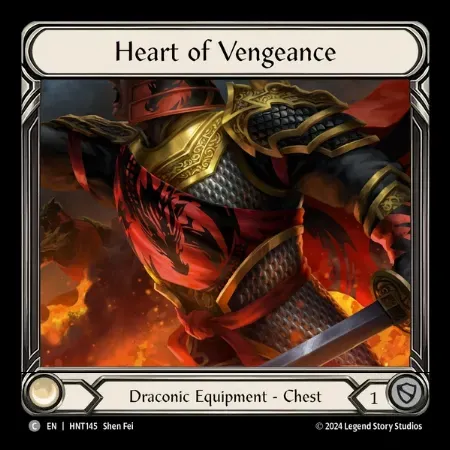 Heart of Vengeance
Draconic Equipment - Chest
1
C EN | HNT145 Shen Fei
© 2024 Legend Story Studios